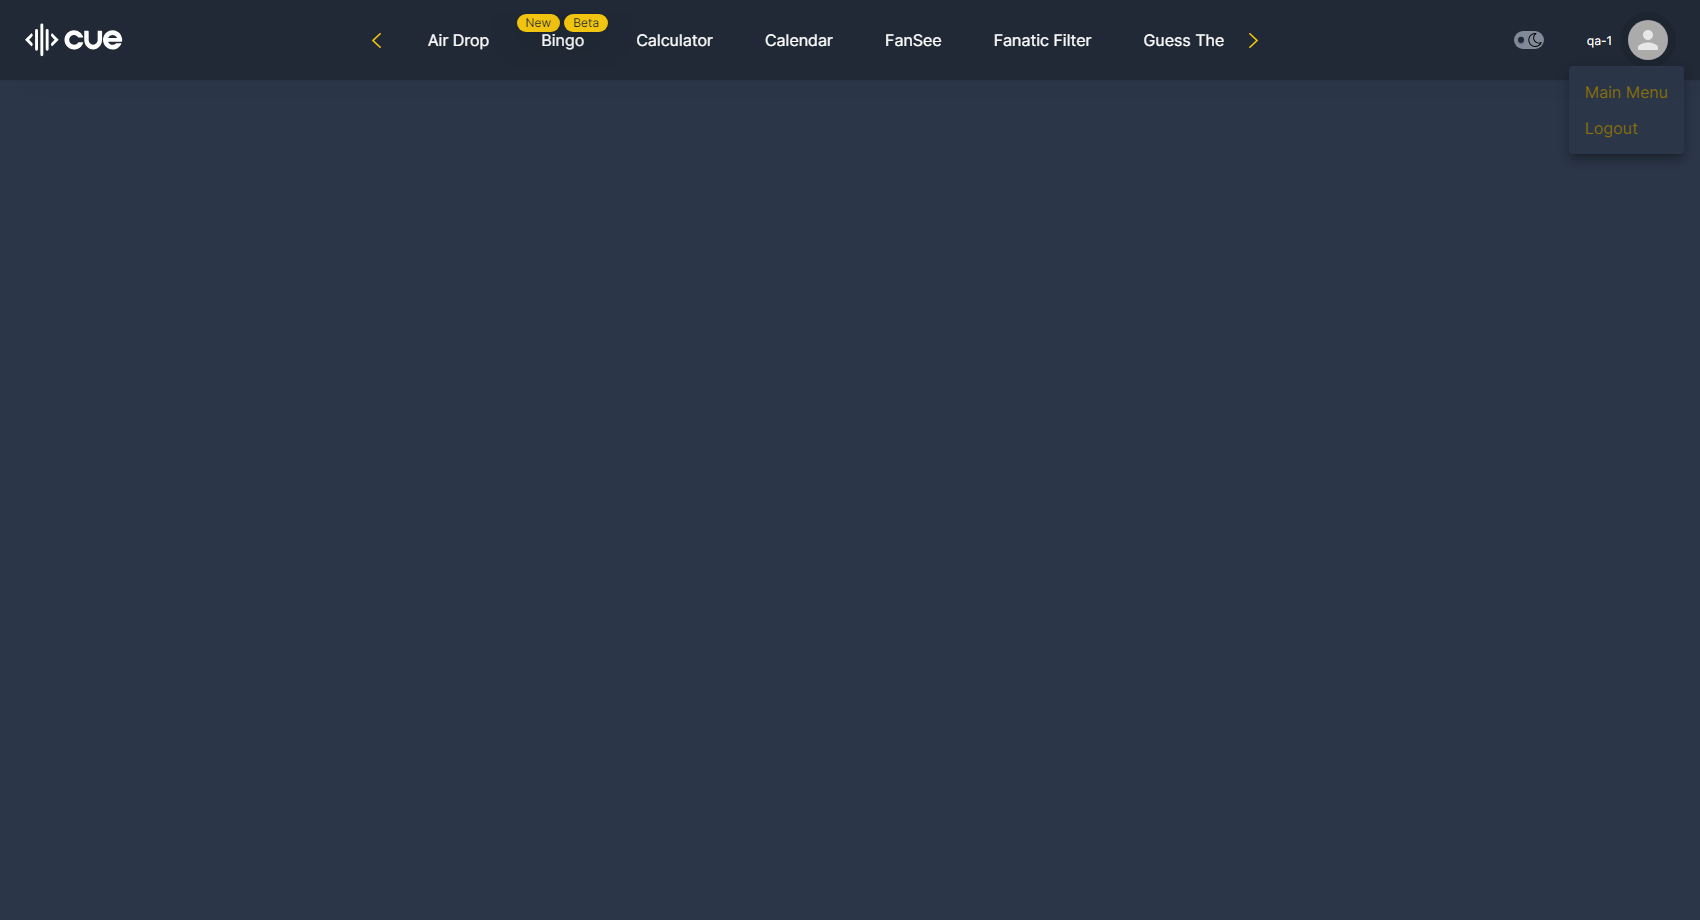 cue
Air Drop
New
Beta
Bingo
Calculator
Calendar
FanSee
Fanatic Filter
Guess The
qa-1
Main Menu
Logout